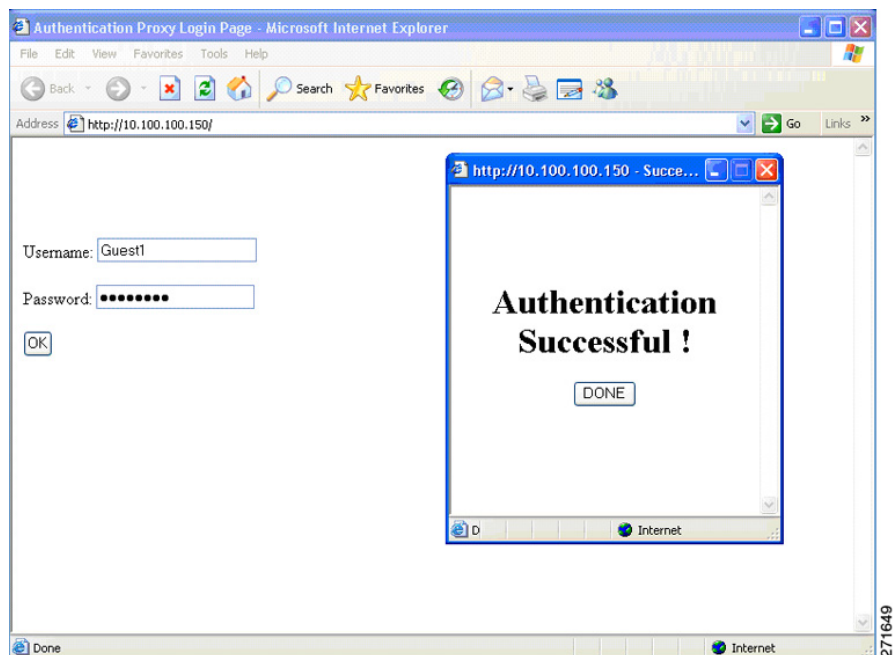 Authentication Proxy Login Page - Microsoft Internet Explorer
File Edit View Favorites Tools Help
Back Search Favorites
Address http://10.100.100.150/ Go Links »
http://10.100.100.150 - Succe...
Username: Guest1
Password: ••••••••
OK
Authentication
Successful !
DONE
D Internet
Done Internet
271649